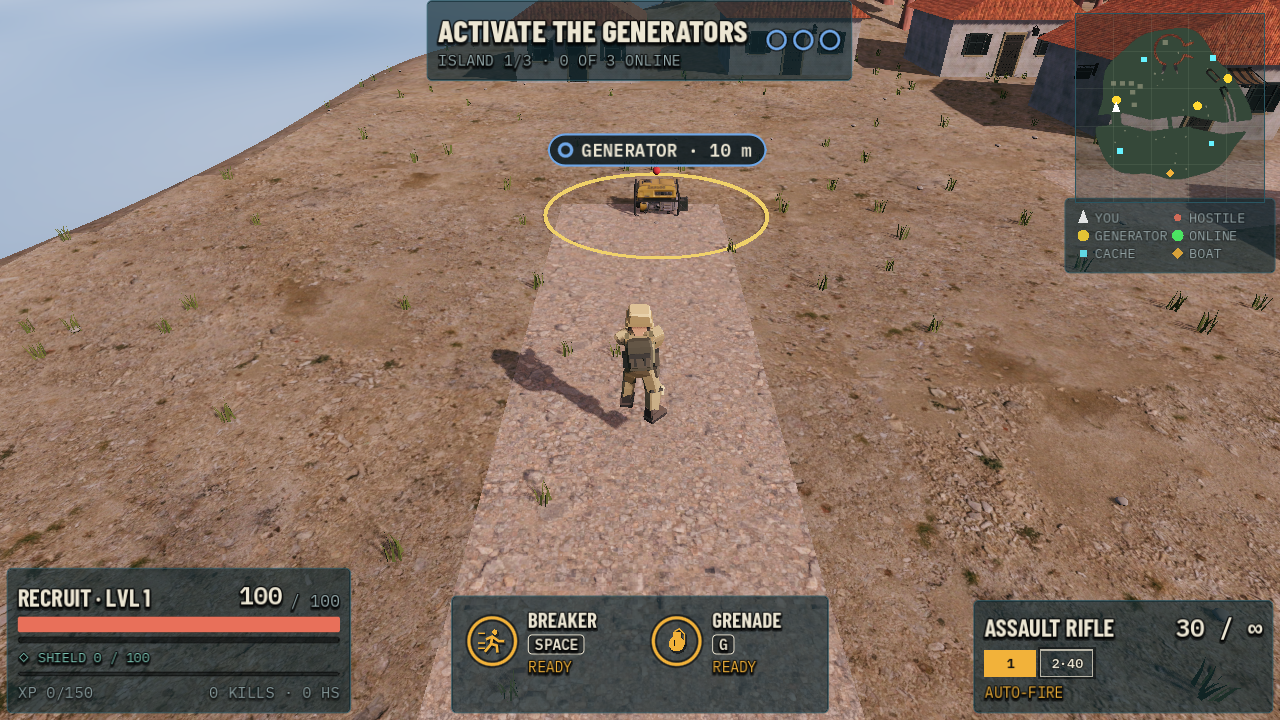 ACTIVATE THE GENERATORS
ISLAND 1/3 · 0 OF 3 ONLINE
GENERATOR · 10 m
YOU
HOSTILE
GENERATOR
ONLINE
CACHE
BOAT
RECRUIT · LVL 1
100 / 100
SHIELD 0 / 100
XP 0/150
0 KILLS · 0 HS
BREAKER
SPACE
READY
GRENADE
G
READY
ASSAULT RIFLE
30 / ∞
1
2·40
AUTO-FIRE